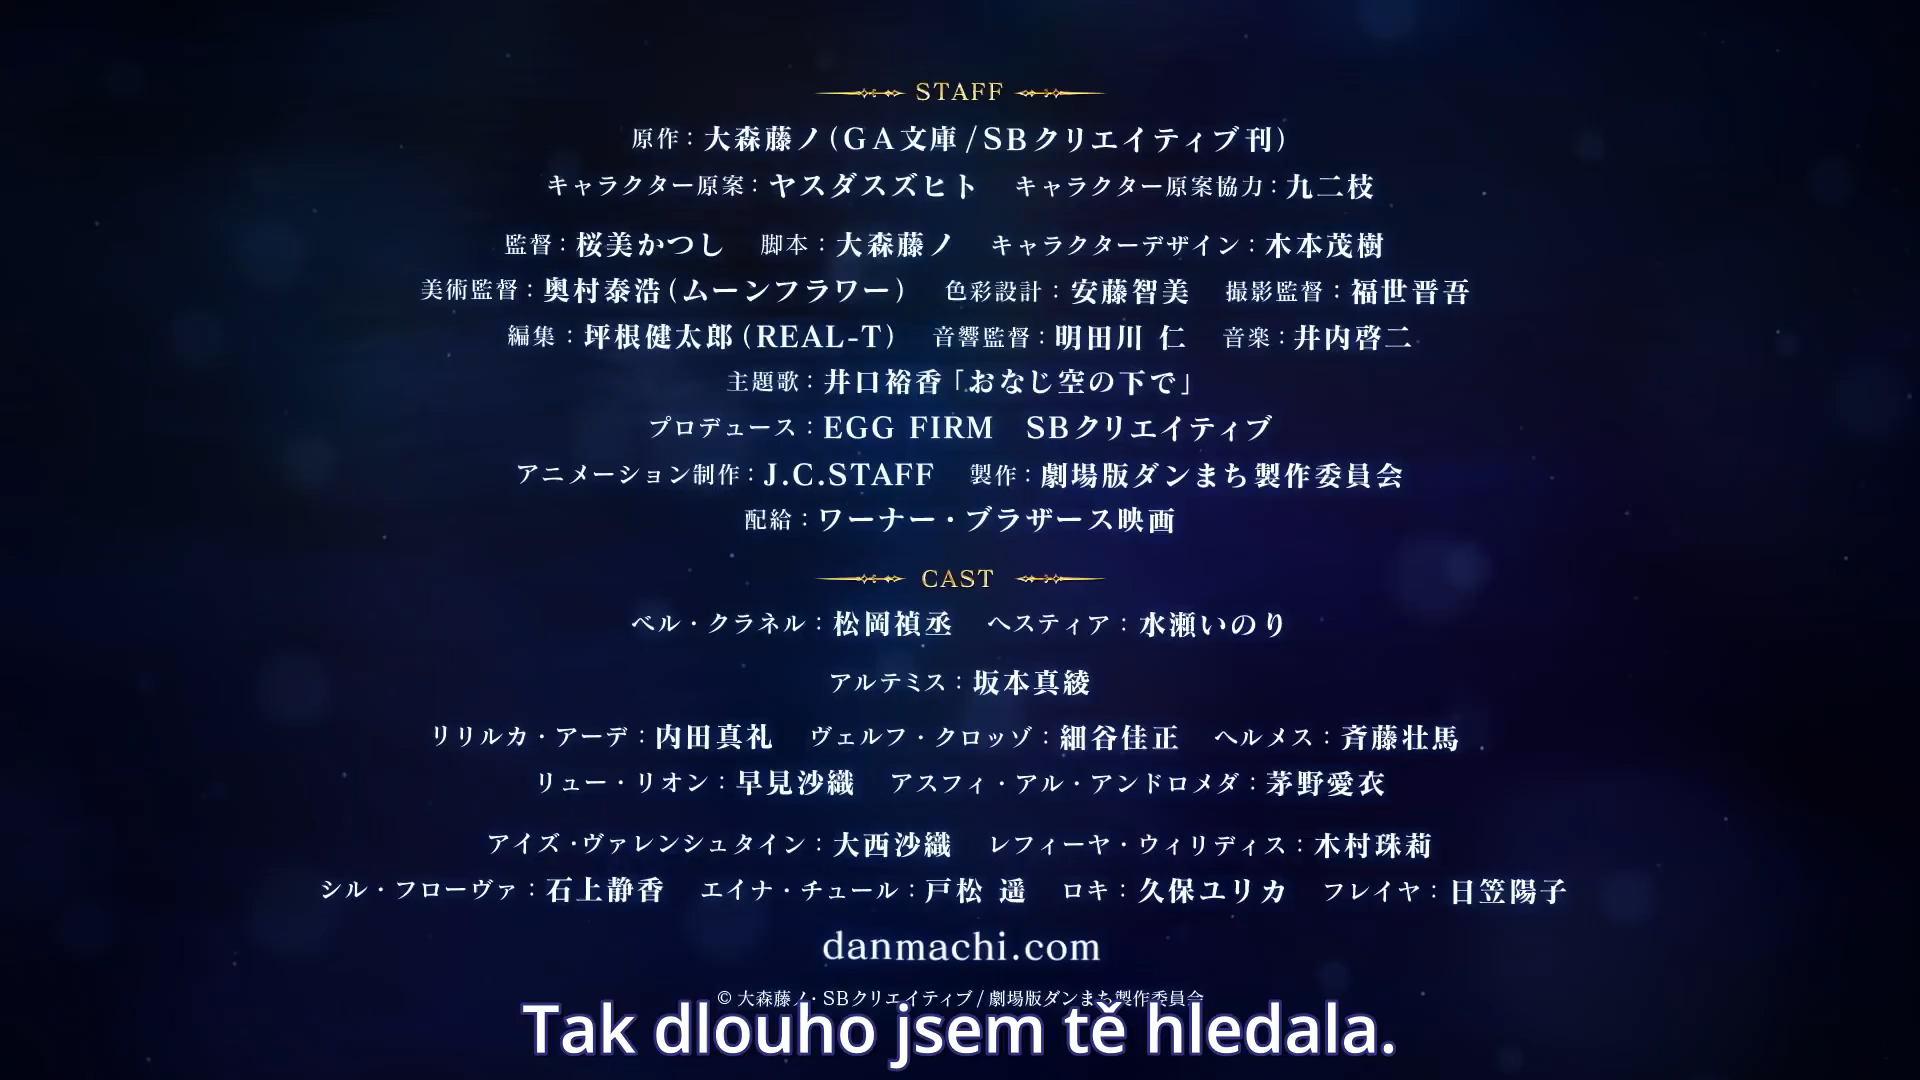 STAFF
原作：大森藤ノ（GA文庫/SBクリエイティブ刊）
キャラクター原案：ヤスダスズヒト　キャラクター原案協力：九二枝
監督：桜美かつし　脚本：大森藤ノ　キャラクターデザイン：木本茂樹
美術監督：奥村泰浩（ムーンフラワー）　色彩設計：安藤智美　撮影監督：福世晋吾
編集：坪根健太郎（REAL-T）　音響監督：明田川 仁　音楽：井内啓二
主題歌：井口裕香「おなじ空の下で」
プロデュース：EGG FIRM　SBクリエイティブ
アニメーション制作：J.C.STAFF　製作：劇場版ダンまち製作委員会
配給：ワーナー・ブラザース映画
CAST
ベル・クラネル：松岡禎丞　ヘスティア：水瀬いのり
アルテミス：坂本真綾
リリルカ・アーデ：内田真礼　ヴェルフ・クロッゾ：細谷佳正　ヘルメス：斉藤壮馬
リュー・リオン：早見沙織　アスフィ・アル・アンドロメダ：茅野愛衣
アイズ・ヴァレンシュタイン：大西沙織　レフィーヤ・ウィリディス：木村珠莉
シル・フローヴァ：石上静香　エイナ・チュール：戸松 遥　ロキ：久保ユリカ　フレイヤ：日笠陽子
danmachi.com
© 大森藤ノ・SBクリエイティブ/劇場版ダンまち製作委員会
Tak dlouho jsem tě hledala.